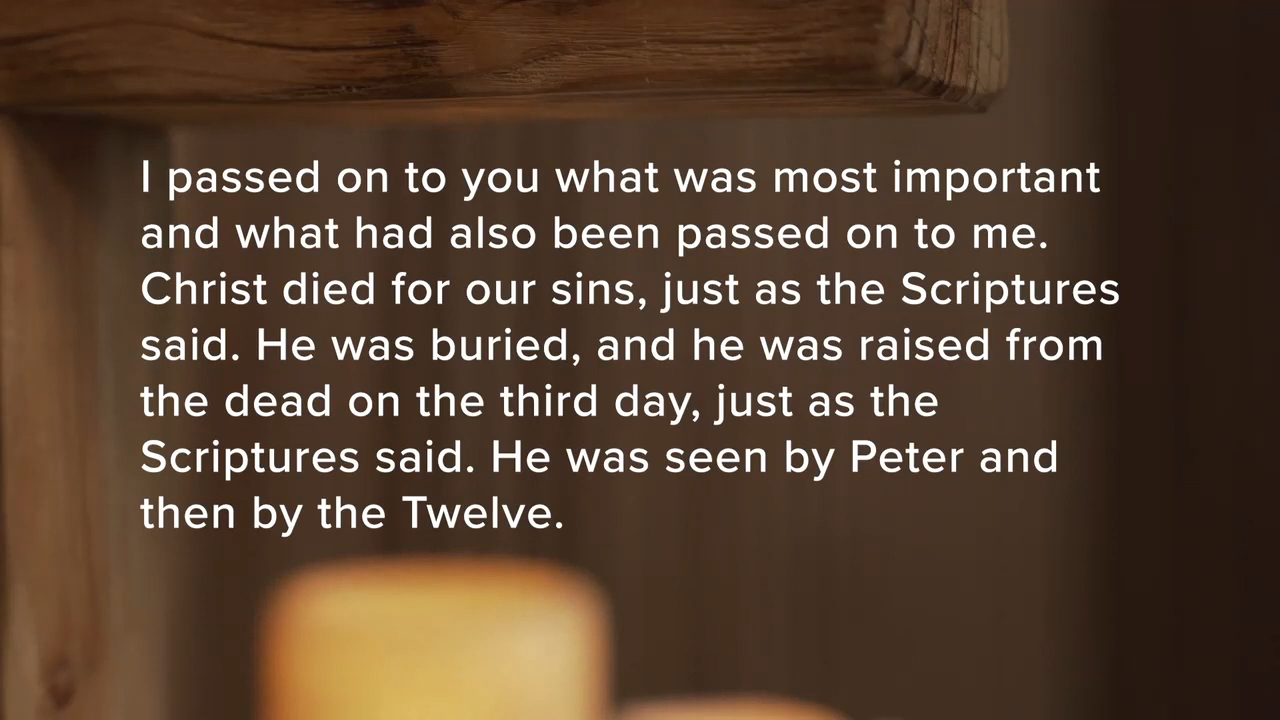 I passed on to you what was most important
and what had also been passed on to me.
Christ died for our sins, just as the Scriptures
said. He was buried, and he was raised from
the dead on the third day, just as the
Scriptures said. He was seen by Peter and
then by the Twelve.